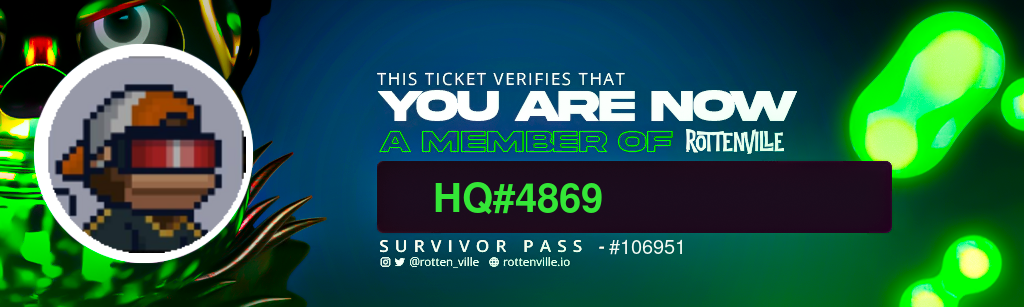 THIS TICKET VERIFIES THAT
YOU ARE NOW
A MEMBER OF ROTTENVILLE
HQ#4869
SURVIVOR PASS - #106951
@rotten_ville rottenville.io